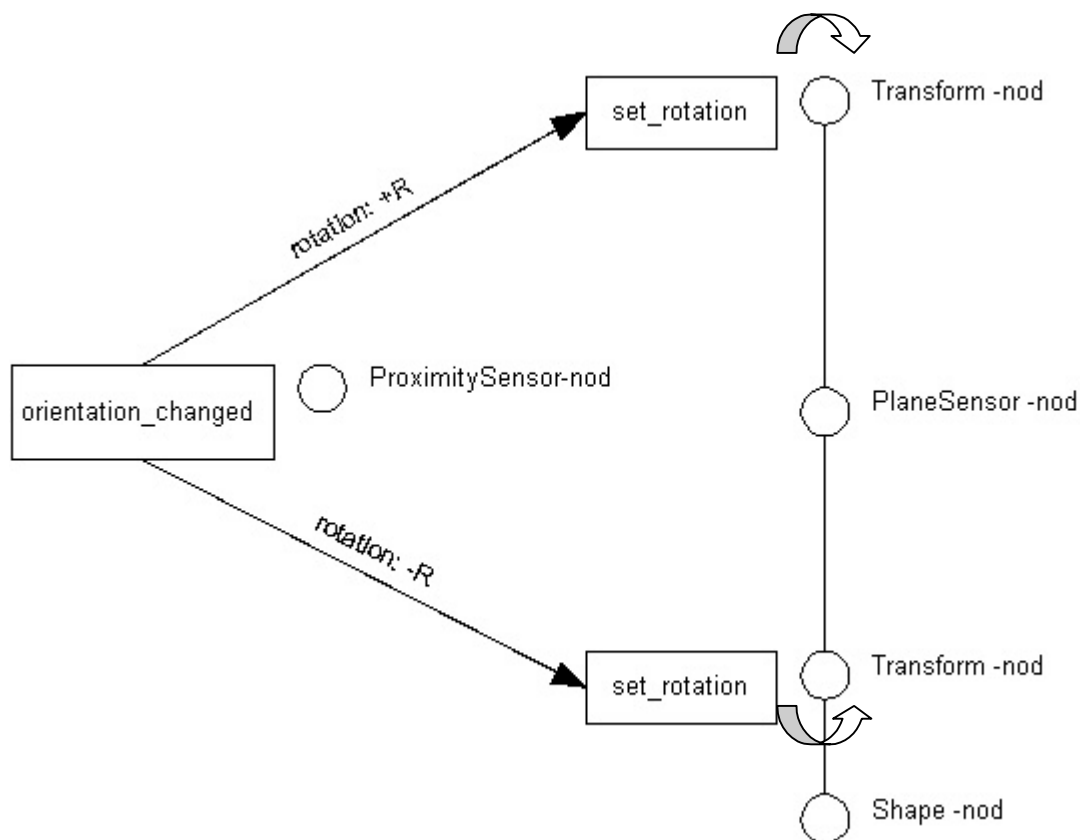 Transform -nod
set_rotation
rotation: +R
ProximitySensor-nod
orientation_changed
PlaneSensor -nod
rotation: -R
Transform -nod
set_rotation
Shape -nod